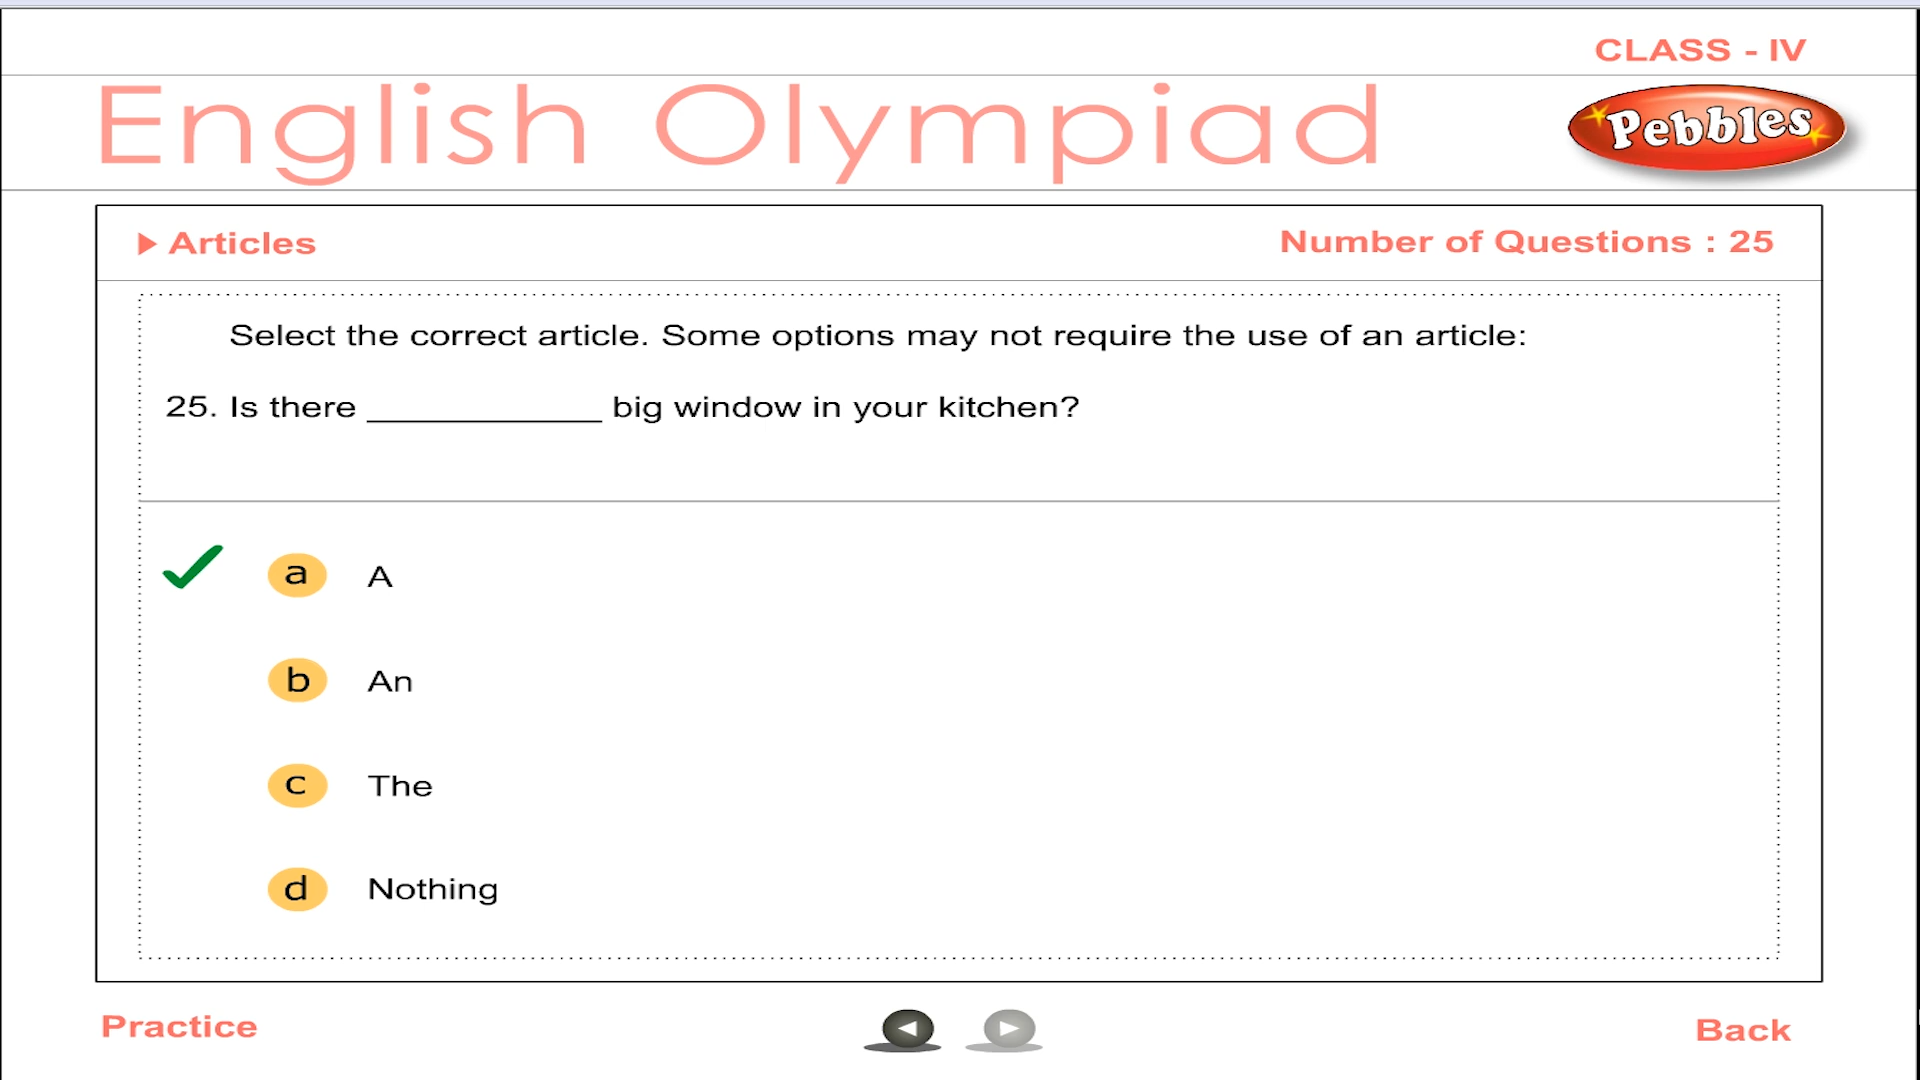 CLASS - IV
English Olympiad
Pebbles
Articles
Number of Questions : 25
Select the correct article. Some options may not require the use of an article:
25. Is there ____________ big window in your kitchen?
a A
b An
c The
d Nothing
Practice
Back